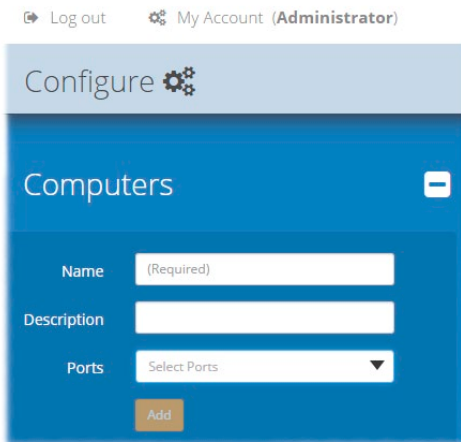 Log out My Account (Administrator)
Configure
Computers
Name (Required)
Description
Ports Select Ports
Add